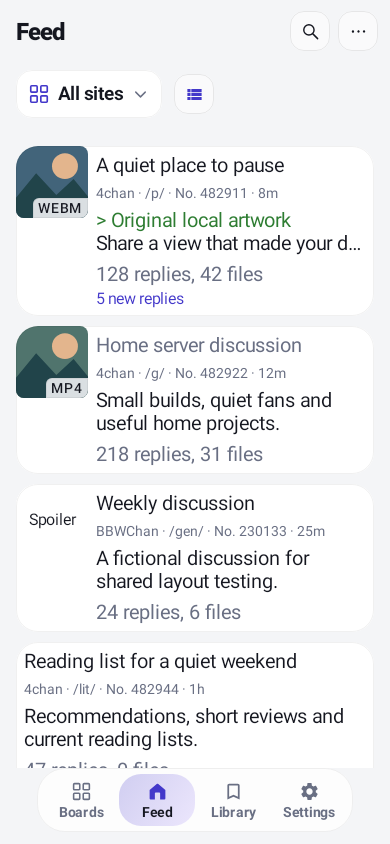 Feed
All sites
A quiet place to pause
4chan · /p/ · No. 482911 · 8m
WEBM
> Original local artwork
Share a view that made your d…
128 replies, 42 files
5 new replies
Home server discussion
4chan · /g/ · No. 482922 · 12m
MP4
Small builds, quiet fans and
useful home projects.
218 replies, 31 files
Weekly discussion
Spoiler
BBWChan · /gen/ · No. 230133 · 25m
A fictional discussion for
shared layout testing.
24 replies, 6 files
Reading list for a quiet weekend
4chan · /lit/ · No. 482944 · 1h
Recommendations, short reviews and
current reading lists.
Boards
Feed
Library
Settings